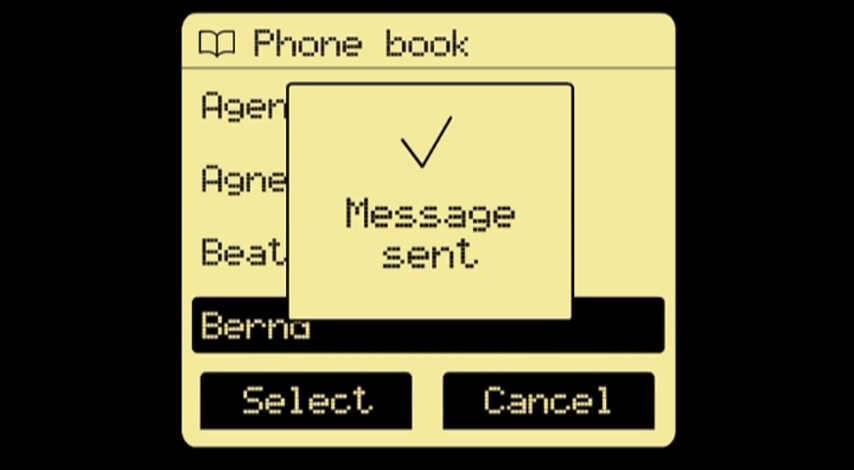 Phone book
Agen
Agne
Beat
Message
sent
Berna
Select
Cancel